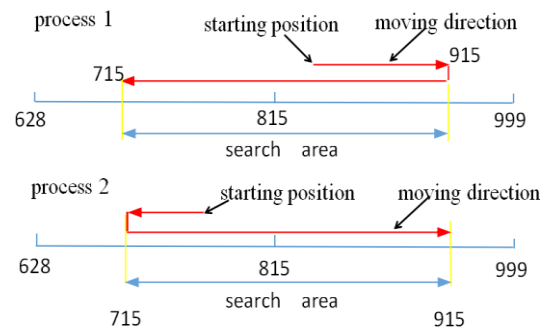 process 1
starting position
moving direction
715
915
628
815
999
search area
process 2
starting position
moving direction
628
815
999
search area
715
915